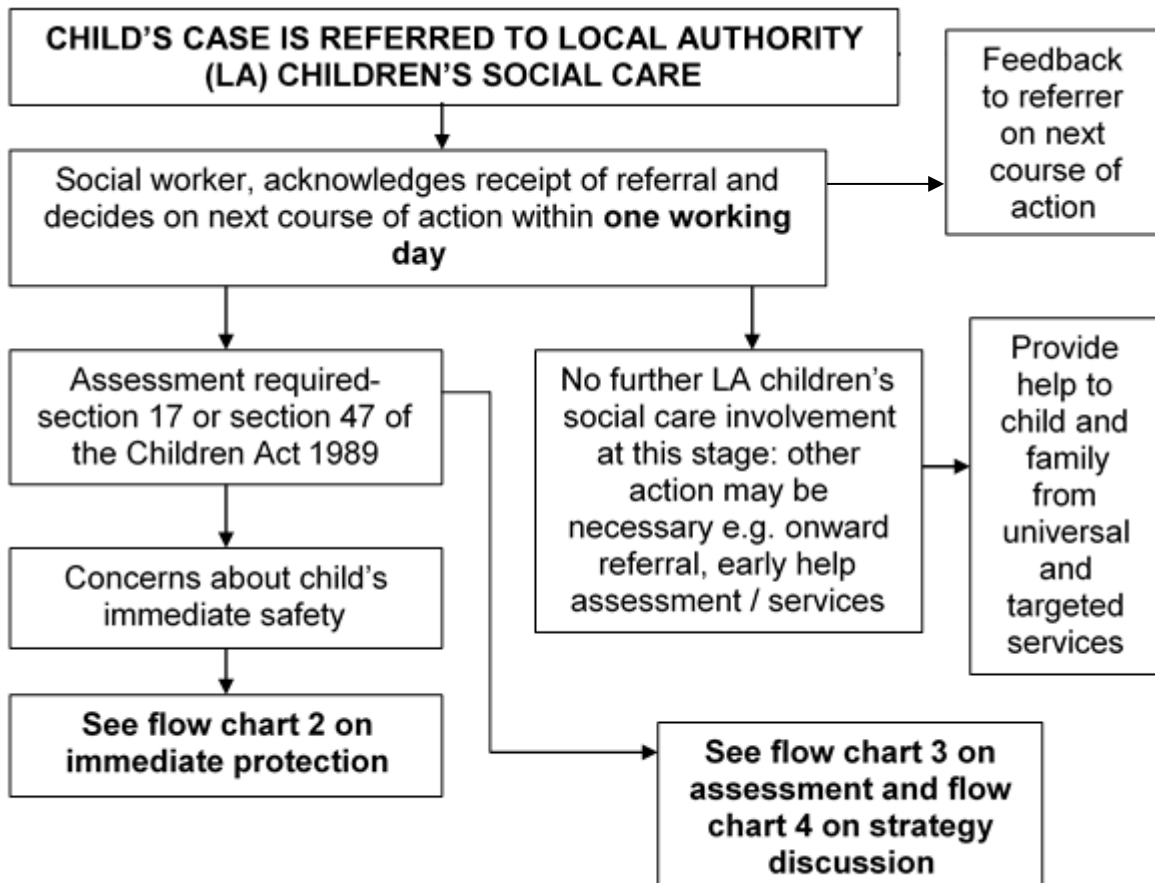 CHILD'S CASE IS REFERRED TO LOCAL AUTHORITY
(LA) CHILDREN'S SOCIAL CARE
Feedback
to referrer
on next
course of
action
Social worker, acknowledges receipt of referral and
decides on next course of action within one working
day
Assessment required-
section 17 or section 47 of
the Children Act 1989
No further LA children's
social care involvement
at this stage: other
action may be
necessary e.g. onward
referral, early help
assessment / services
Provide
help to
child and
family
from
universal
and
targeted
services
Concerns about child's
immediate safety
See flow chart 2 on
immediate protection
See flow chart 3 on
assessment and flow
chart 4 on strategy
discussion